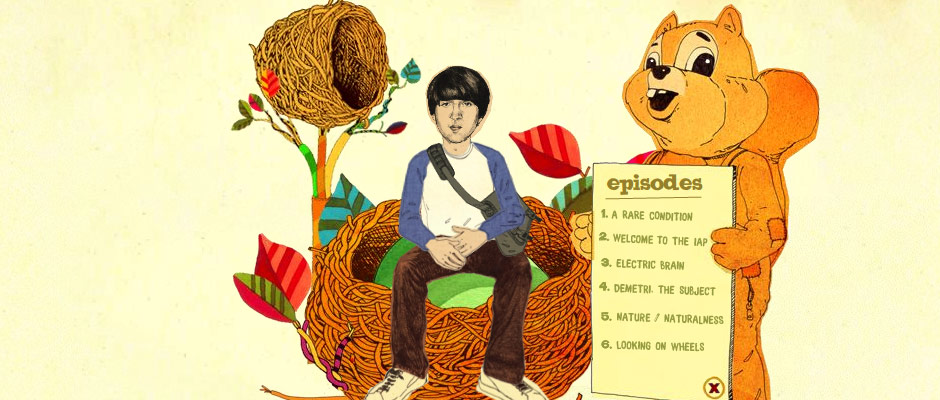 episodes
1. A RARE CONDITION
2. WELCOME TO THE IAP
3. ELECTRIC BRAIN
4. DEMETRI, THE SUBJECT
5. NATURE / NATURALNESS
6. LOOKING ON WHEELS
X